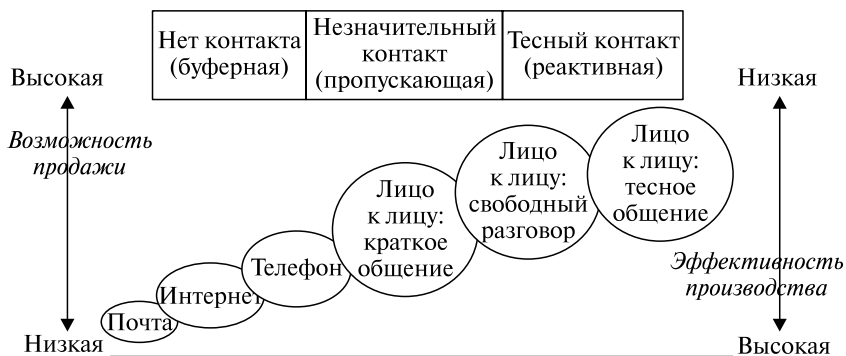 Нет контакта
(буферная)
Незначительный
контакт
(пропускающая)
Тесный контакт
(реактивная)
Высокая
Низкая
Возможность
продажи
Лицо
к лицу:
тесное
общение
Лицо
к лицу:
свободный
разговор
Лицо
к лицу:
краткое
общение
Телефон
Интернет
Почта
Эффективность
производства
Низкая
Высокая